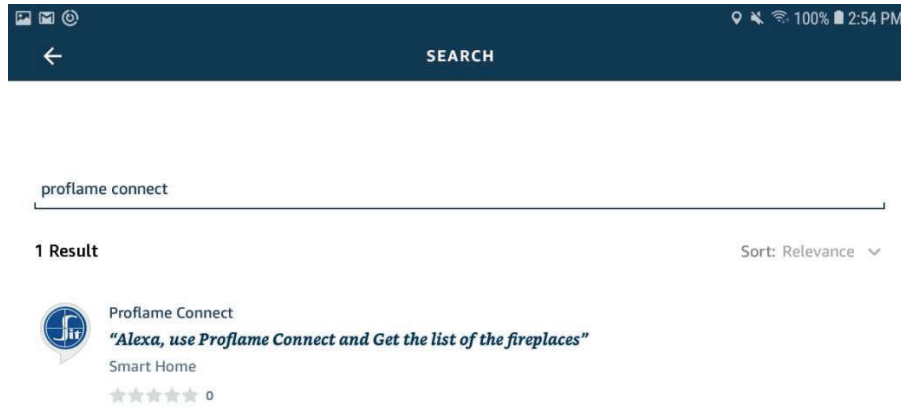 100% 2:54 PM
SEARCH
proflame connect
1 Result
Sort: Relevance
Proflame Connect
“Alexa, use Proflame Connect and Get the list of the fireplaces”
Smart Home
0
sit